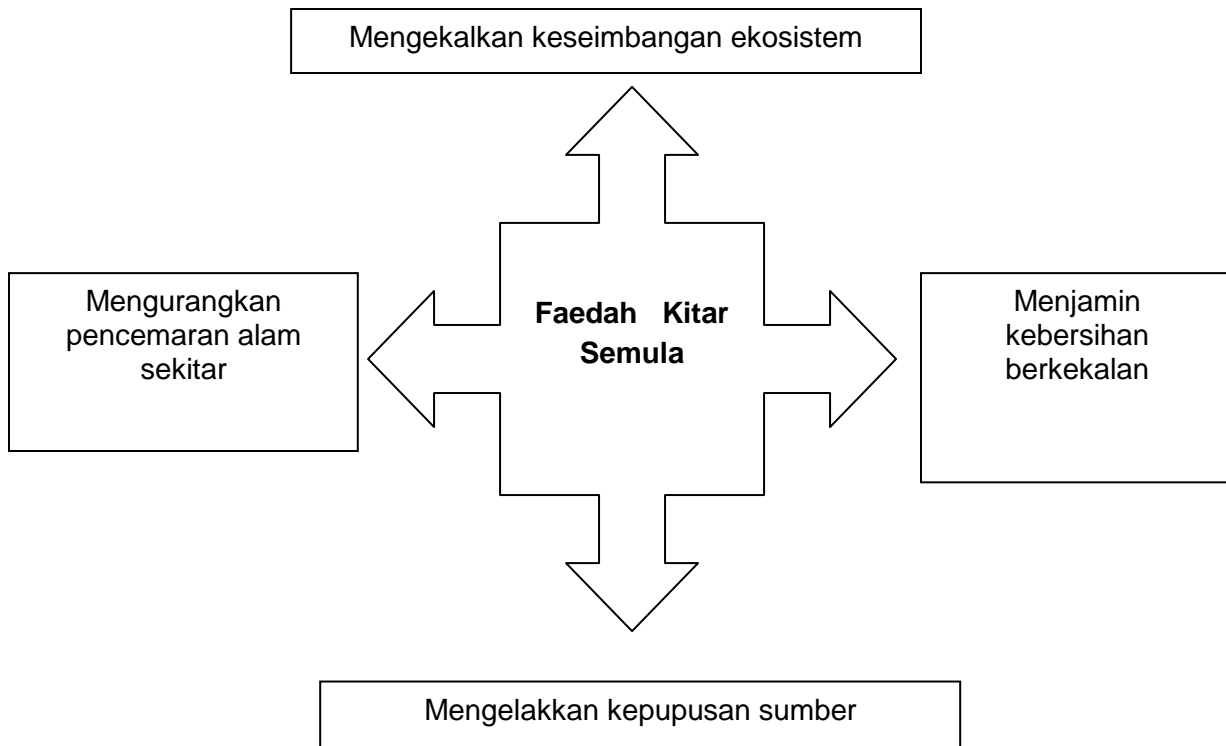 Mengekalkan keseimbangan ekosistem
Mengurangkan
pencemaran alam
sekitar
Faedah Kitar
Semula
Menjamin
kebersihan
berkekalan
Mengelakkan kepupusan sumber